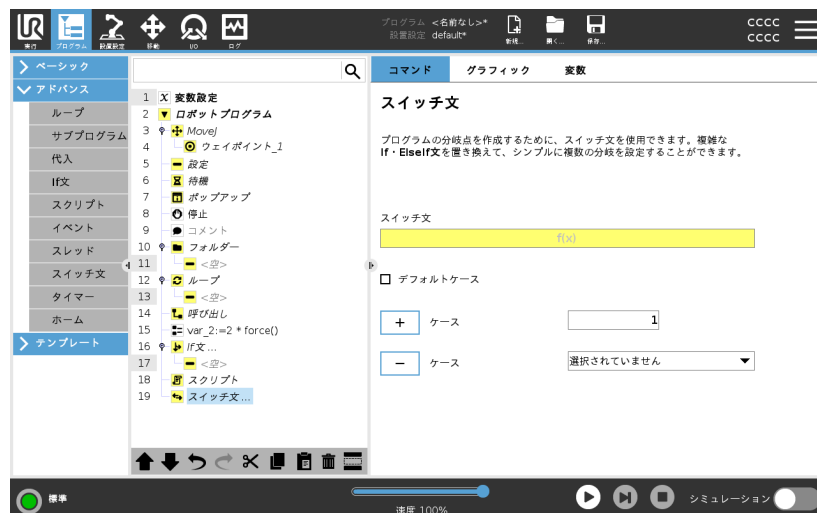 プログラム <名前なし>*
設置設定 default*
新規...
開く...
保存...
CCCC
CCCC
UR
実行
プログラム
設置設定
移動
I/O
ログ
ベーシック
アドバンス
ループ
サブプログラム
代入
If文
スクリプト
イベント
スレッド
スイッチ文
タイマー
ホーム
テンプレート
1 X 変数設定
2 ロボットプログラム
3 MoveJ
4 ウェイポイント_1
5 設定
6 待機
7 ポップアップ
8 停止
9 コメント
10 フォルダー
11 <空>
12 ループ
13 <空>
14 呼び出し
15 var_2:=2 * force()
16 If文...
17 <空>
18 スクリプト
19 スイッチ文...
コマンド グラフィック 変数
スイッチ文
プログラムの分岐点を作成するために、スイッチ文を使用できます。複雑な
If・ElseIf文を置き換えて、シンプルに複数の分岐を設定することができます。
スイッチ文
f(x)
デフォルトケース
+ ケース 1
− ケース 選択されていません
標準
速度 100%
シミュレーション